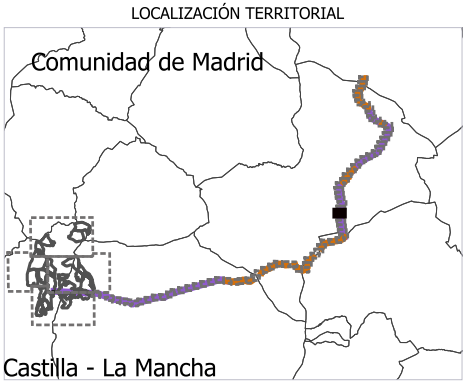 LOCALIZACIÓN TERRITORIAL
Comunidad de Madrid
Castilla - La Mancha